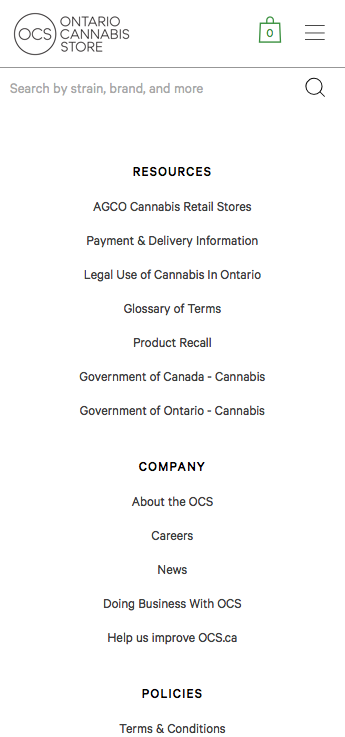 OCS
ONTARIO
CANNABIS
STORE
0
Search by strain, brand, and more
RESOURCES
AGCO Cannabis Retail Stores
Payment & Delivery Information
Legal Use of Cannabis In Ontario
Glossary of Terms
Product Recall
Government of Canada - Cannabis
Government of Ontario - Cannabis
COMPANY
About the OCS
Careers
News
Doing Business With OCS
Help us improve OCS.ca
POLICIES
Terms & Conditions